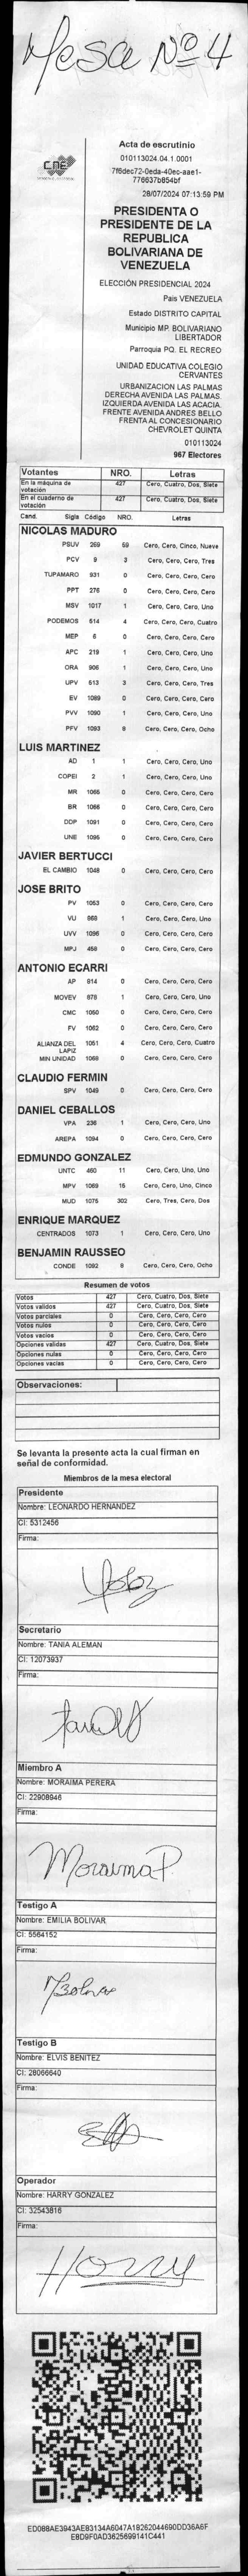 Mesa Nº 4
CNE
Acta de escrutinio
010113024.04.1.0001
7f6dec72-0eda-40ec-aae1-
776637b854bf
28/07/2024 07:13:59 PM
PRESIDENTA O
PRESIDENTE DE LA
REPUBLICA
BOLIVARIANA DE
VENEZUELA
ELECCIÓN PRESIDENCIAL 2024
Pais VENEZUELA
Estado DISTRITO CAPITAL
Municipio MP. BOLIVARIANO
LIBERTADOR
Parroquia PQ. EL RECREO
UNIDAD EDUCATIVA COLEGIO
CERVANTES
URBANIZACION LAS PALMAS
DERECHA AVENIDA LAS PALMAS.
IZQUIERDA AVENIDA LAS ACACIA.
FRENTE AVENIDA ANDRES BELLO
FRENTA AL CONCESIONARIO
CHEVROLET QUINTA
010113024
967 Electores
Votantes NRO. Letras
En la máquina de votación 427 Cero, Cuatro, Dos, Siete
En el cuaderno de votación 427 Cero, Cuatro, Dos, Siete
Cand. Sigla Código NRO. Letras
NICOLAS MADURO
PSUV 269 59 Cero, Cero, Cinco, Nueve
PCV 9 3 Cero, Cero, Cero, Tres
TUPAMARO 931 0 Cero, Cero, Cero, Cero
PPT 276 0 Cero, Cero, Cero, Cero
MSV 1017 1 Cero, Cero, Cero, Uno
PODEMOS 514 4 Cero, Cero, Cero, Cuatro
MEP 6 0 Cero, Cero, Cero, Cero
APC 219 1 Cero, Cero, Cero, Uno
ORA 906 1 Cero, Cero, Cero, Uno
UPV 613 3 Cero, Cero, Cero, Tres
EV 1089 0 Cero, Cero, Cero, Cero
PVV 1090 1 Cero, Cero, Cero, Uno
PFV 1093 8 Cero, Cero, Cero, Ocho
LUIS MARTINEZ
AD 1 1 Cero, Cero, Cero, Uno
COPEI 2 1 Cero, Cero, Cero, Uno
MR 1065 0 Cero, Cero, Cero, Cero
BR 1066 0 Cero, Cero, Cero, Cero
DDP 1091 0 Cero, Cero, Cero, Cero
UNE 1095 0 Cero, Cero, Cero, Cero
JAVIER BERTUCCI
EL CAMBIO 1048 0 Cero, Cero, Cero, Cero
JOSE BRITO
PV 1053 0 Cero, Cero, Cero, Cero
VU 868 1 Cero, Cero, Cero, Uno
UVV 1096 0 Cero, Cero, Cero, Cero
MPJ 458 0 Cero, Cero, Cero, Cero
ANTONIO ECARRI
AP 814 0 Cero, Cero, Cero, Cero
MOVEV 878 1 Cero, Cero, Cero, Uno
CMC 1050 0 Cero, Cero, Cero, Cero
FV 1062 0 Cero, Cero, Cero, Cero
ALIANZA DEL LAPIZ 1051 4 Cero, Cero, Cero, Cuatro
MIN UNIDAD 1068 0 Cero, Cero, Cero, Cero
CLAUDIO FERMIN
SPV 1049 0 Cero, Cero, Cero, Cero
DANIEL CEBALLOS
VPA 236 1 Cero, Cero, Cero, Uno
AREPA 1094 0 Cero, Cero, Cero, Cero
EDMUNDO GONZALEZ
UNTC 460 11 Cero, Cero, Uno, Uno
MPV 1069 15 Cero, Cero, Uno, Cinco
MUD 1075 302 Cero, Tres, Cero, Dos
ENRIQUE MARQUEZ
CENTRADOS 1073 1 Cero, Cero, Cero, Uno
BENJAMIN RAUSSEO
CONDE 1092 8 Cero, Cero, Cero, Ocho
Resumen de votos
Votos 427 Cero, Cuatro, Dos, Siete
Votos validos 427 Cero, Cuatro, Dos, Siete
Votos parciales 0 Cero, Cero, Cero, Cero
Votos nulos 0 Cero, Cero, Cero, Cero
Votos vacios 0 Cero, Cero, Cero, Cero
Opciones validas 427 Cero, Cuatro, Dos, Siete
Opciones nulas 0 Cero, Cero, Cero, Cero
Opciones vacias 0 Cero, Cero, Cero, Cero
Observaciones:
Se levanta la presente acta la cual firman en
señal de conformidad.
Miembros de la mesa electoral
Presidente
Nombre: LEONARDO HERNANDEZ
CI: 5312456
Firma:
Secretario
Nombre: TANIA ALEMAN
CI: 12073937
Firma:
Miembro A
Nombre: MORAIMA PERERA
CI: 22908946
Firma:
Moraima P.
Testigo A
Nombre: EMILIA BOLIVAR
CI: 5564152
Firma:
Testigo B
Nombre: ELVIS BENITEZ
CI: 28066640
Firma:
Operador
Nombre: HARRY GONZALEZ
CI: 32543816
Firma:
Harry
ED088AE3943AE83134A6047A18262044690DD36A6F
E8D9F0AD3625699141C441